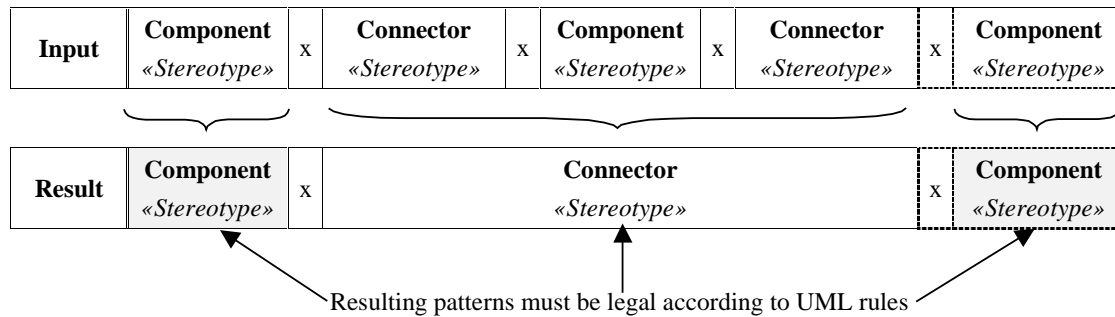 Input Component x Connector x Component x Connector x Component
«Stereotype» «Stereotype» «Stereotype» «Stereotype» «Stereotype»
Result Component x Connector x Component
«Stereotype» «Stereotype» «Stereotype»
Resulting patterns must be legal according to UML rules